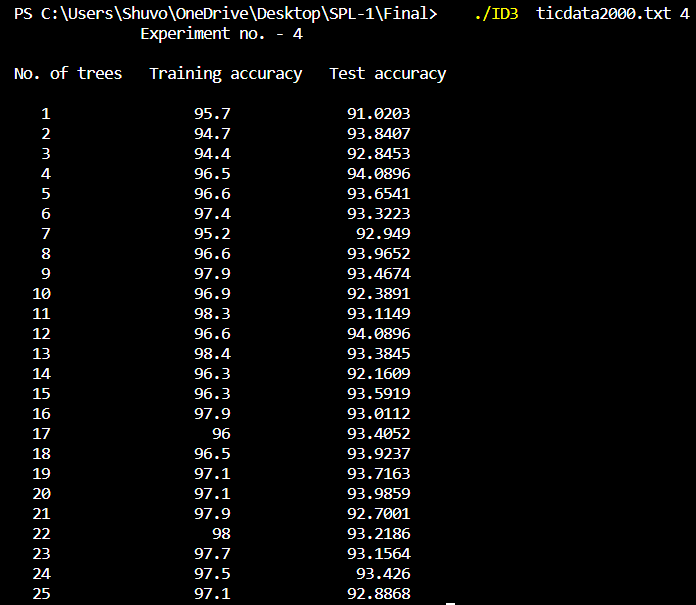 PS C:\Users\Shuvo\OneDrive\Desktop\SPL-1\Final> ./ID3 ticdata2000.txt 4
Experiment no. - 4
No. of trees Training accuracy Test accuracy
1 95.7 91.0203
2 94.7 93.8407
3 94.4 92.8453
4 96.5 94.0896
5 96.6 93.6541
6 97.4 93.3223
7 95.2 92.949
8 96.6 93.9652
9 97.9 93.4674
10 96.9 92.3891
11 98.3 93.1149
12 96.6 94.0896
13 98.4 93.3845
14 96.3 92.1609
15 96.3 93.5919
16 97.9 93.0112
17 96 93.4052
18 96.5 93.9237
19 97.1 93.7163
20 97.1 93.9859
21 97.9 92.7001
22 98 93.2186
23 97.7 93.1564
24 97.5 93.426
25 97.1 92.8868